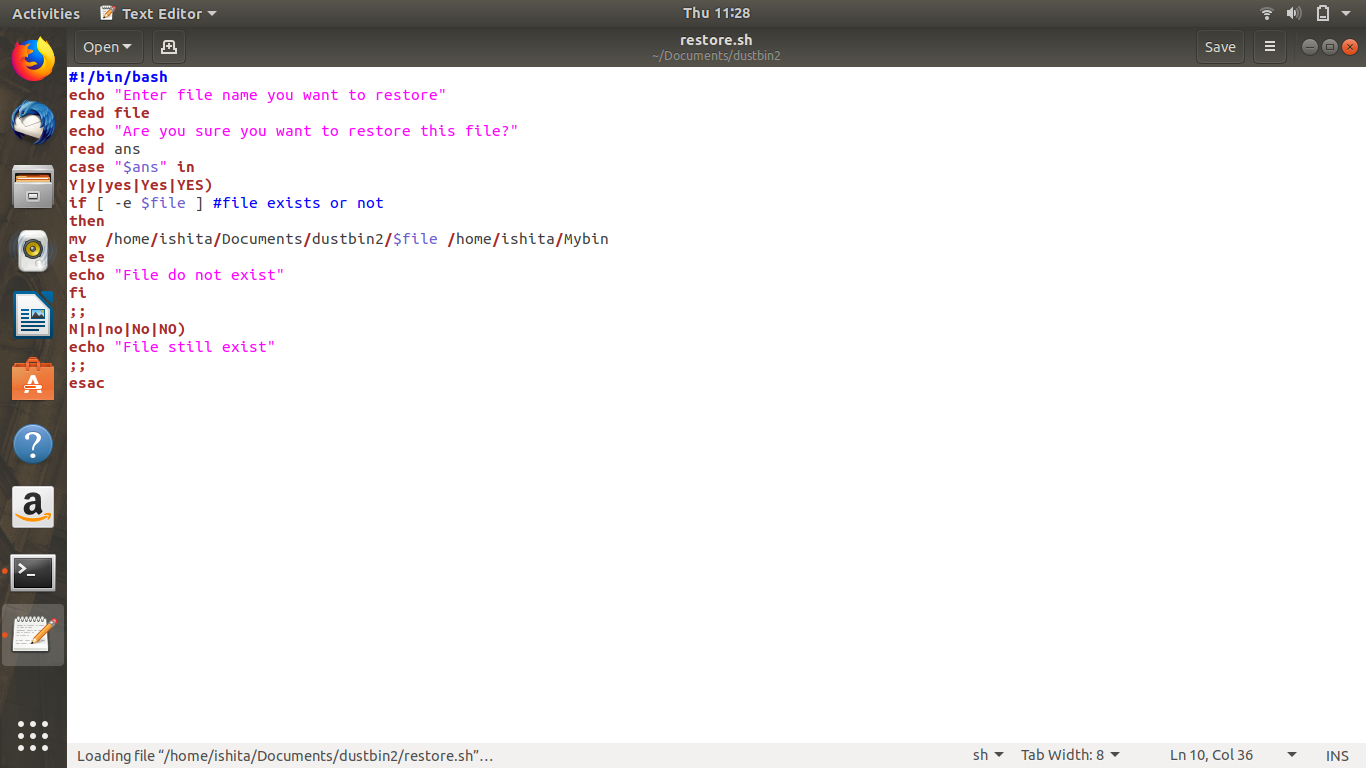 Activities Text Editor Thu 11:28
Open restore.sh Save
~/Documents/dustbin2
#!/bin/bash
echo "Enter file name you want to restore"
read file
echo "Are you sure you want to restore this file?"
read ans
case "$ans" in
Y|y|yes|Yes|YES)
if [ -e $file ] #file exists or not
then
mv  /home/ishita/Documents/dustbin2/$file /home/ishita/Mybin
else
echo "File do not exist"
fi
;;
N|n|no|No|NO)
echo "File still exist"
;;
esac
Loading file “/home/ishita/Documents/dustbin2/restore.sh”… sh Tab Width: 8 Ln 10, Col 36 INS